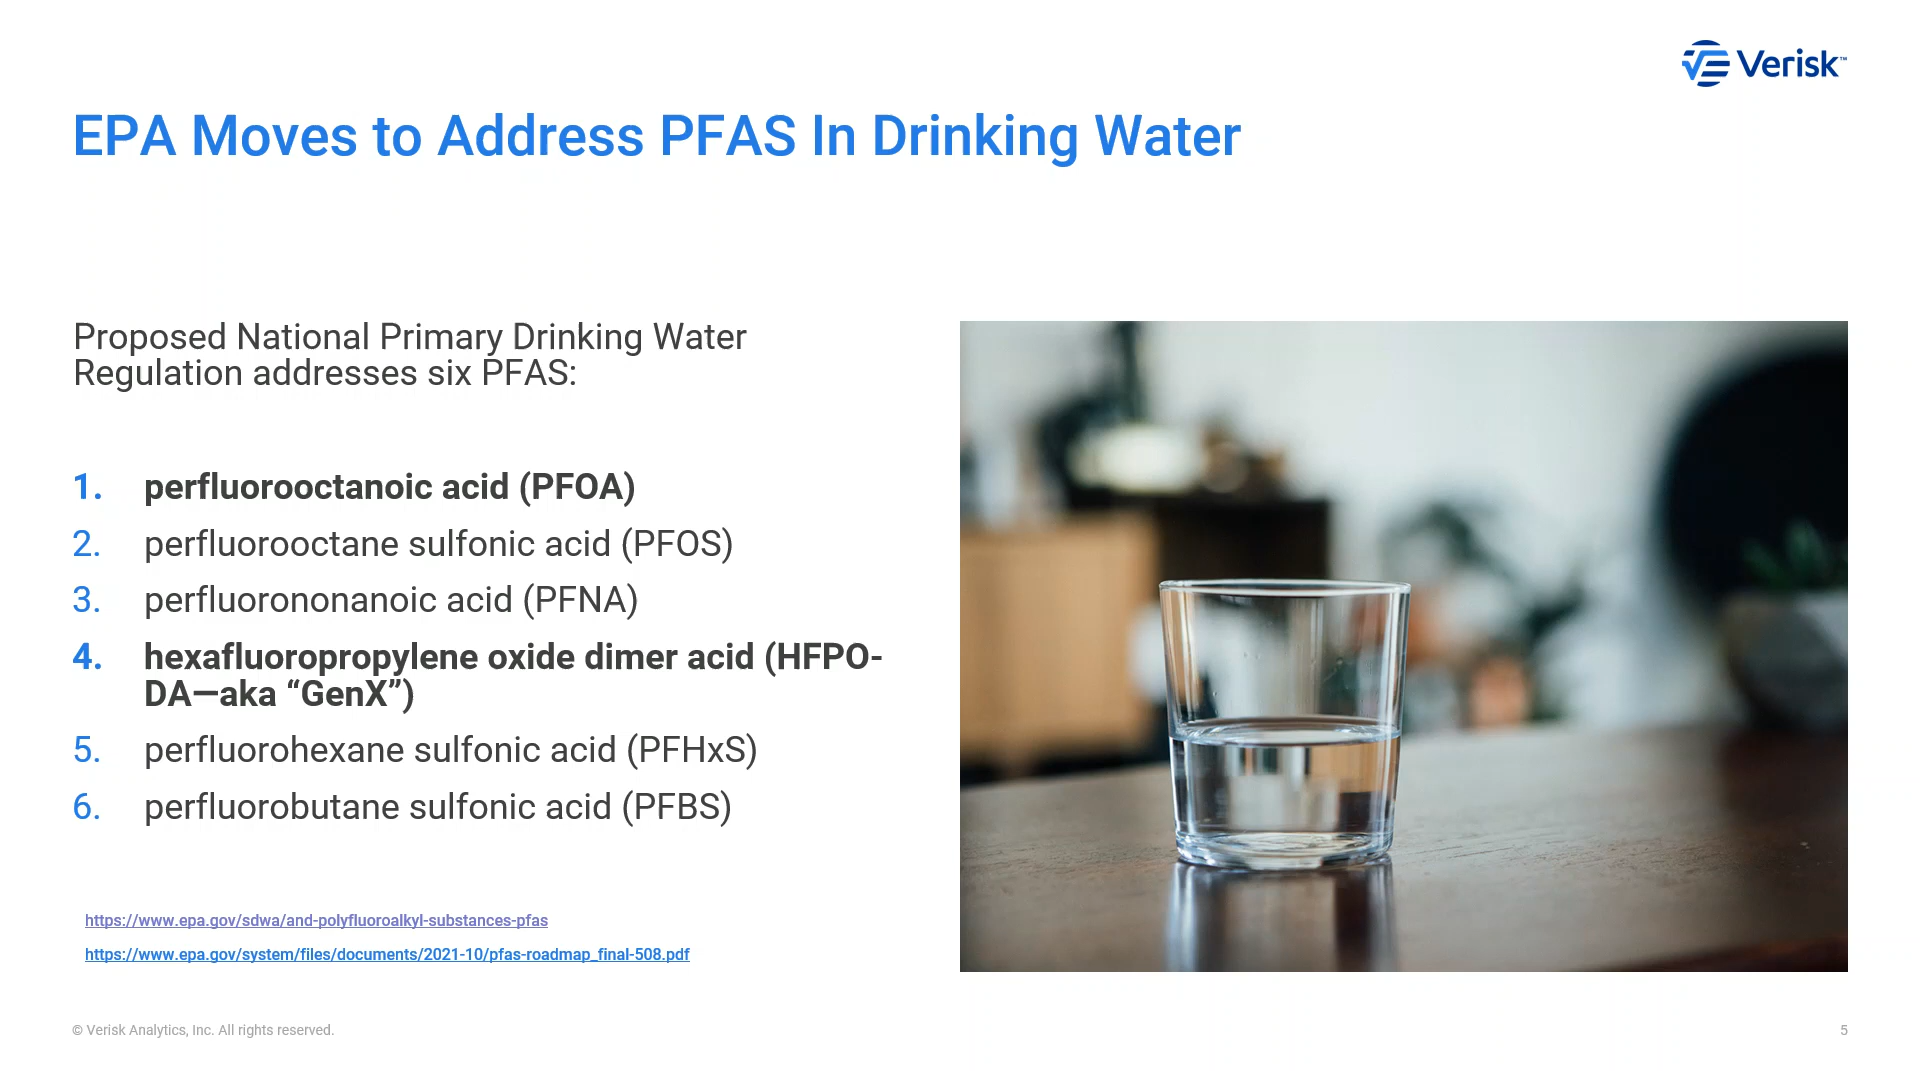 Verisk™
EPA Moves to Address PFAS In Drinking Water
Proposed National Primary Drinking Water
Regulation addresses six PFAS:
1. perfluorooctanoic acid (PFOA)
2. perfluorooctane sulfonic acid (PFOS)
3. perfluorononanoic acid (PFNA)
4. hexafluoropropylene oxide dimer acid (HFPO-
DA—aka “GenX”)
5. perfluorohexane sulfonic acid (PFHxS)
6. perfluorobutane sulfonic acid (PFBS)
https://www.epa.gov/sdwa/and-polyfluoroalkyl-substances-pfas
https://www.epa.gov/system/files/documents/2021-10/pfas-roadmap_final-508.pdf
© Verisk Analytics, Inc. All rights reserved.
5